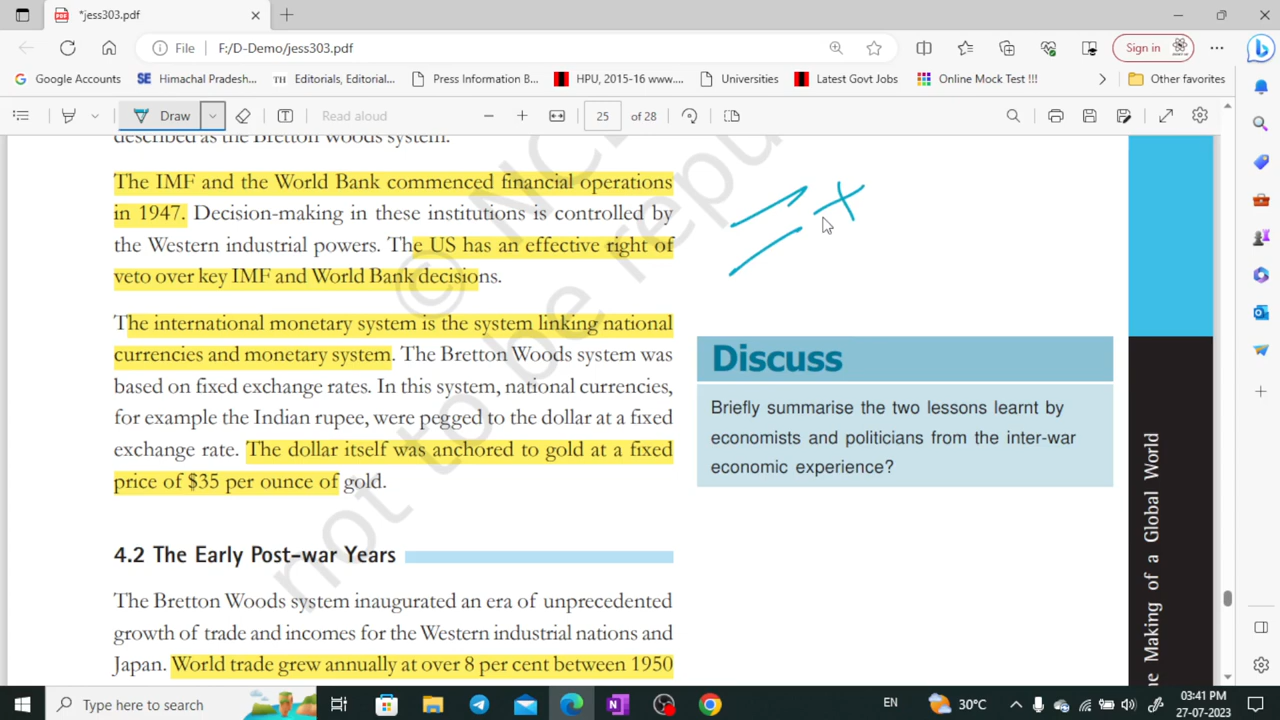 *jess303.pdf
File F:/D-Demo/jess303.pdf
Sign in
Google Accounts
SE Himachal Pradesh...
TH Editorials, Editorial...
Press Information B...
HPU, 2015-16 www....
Universities
Latest Govt Jobs
Online Mock Test !!!
Other favorites
Draw
Read aloud
25 of 28
described as the Bretton Woods system.
The IMF and the World Bank commenced financial operations
in 1947. Decision-making in these institutions is controlled by
the Western industrial powers. The US has an effective right of
veto over key IMF and World Bank decisions.
The international monetary system is the system linking national
currencies and monetary system. The Bretton Woods system was
based on fixed exchange rates. In this system, national currencies,
for example the Indian rupee, were pegged to the dollar at a fixed
exchange rate. The dollar itself was anchored to gold at a fixed
price of $35 per ounce of gold.
4.2 The Early Post–war Years
The Bretton Woods system inaugurated an era of unprecedented
growth of trade and incomes for the Western industrial nations and
Japan. World trade grew annually at over 8 per cent between 1950
Discuss
Briefly summarise the two lessons learnt by
economists and politicians from the inter-war
economic experience?
Making of a Global World
© NC
not to be repu
Type here to search
30°C
EN
03:41 PM
27-07-2023